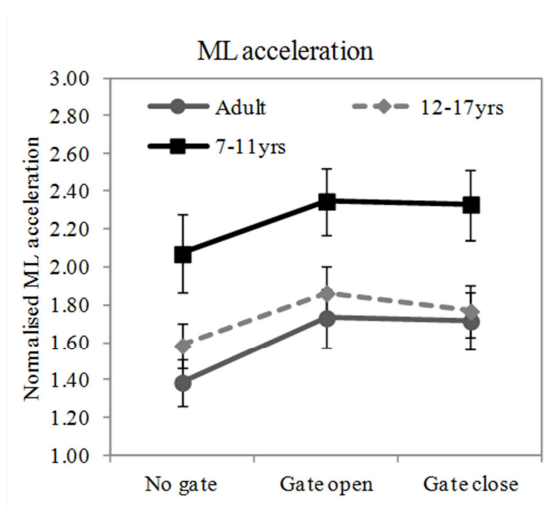 ML acceleration
3.00
2.80
2.60
2.40
2.20
2.00
1.80
1.60
1.40
1.20
1.00
Normalised ML acceleration
Adult
12-17yrs
7-11yrs
No gate
Gate open
Gate close